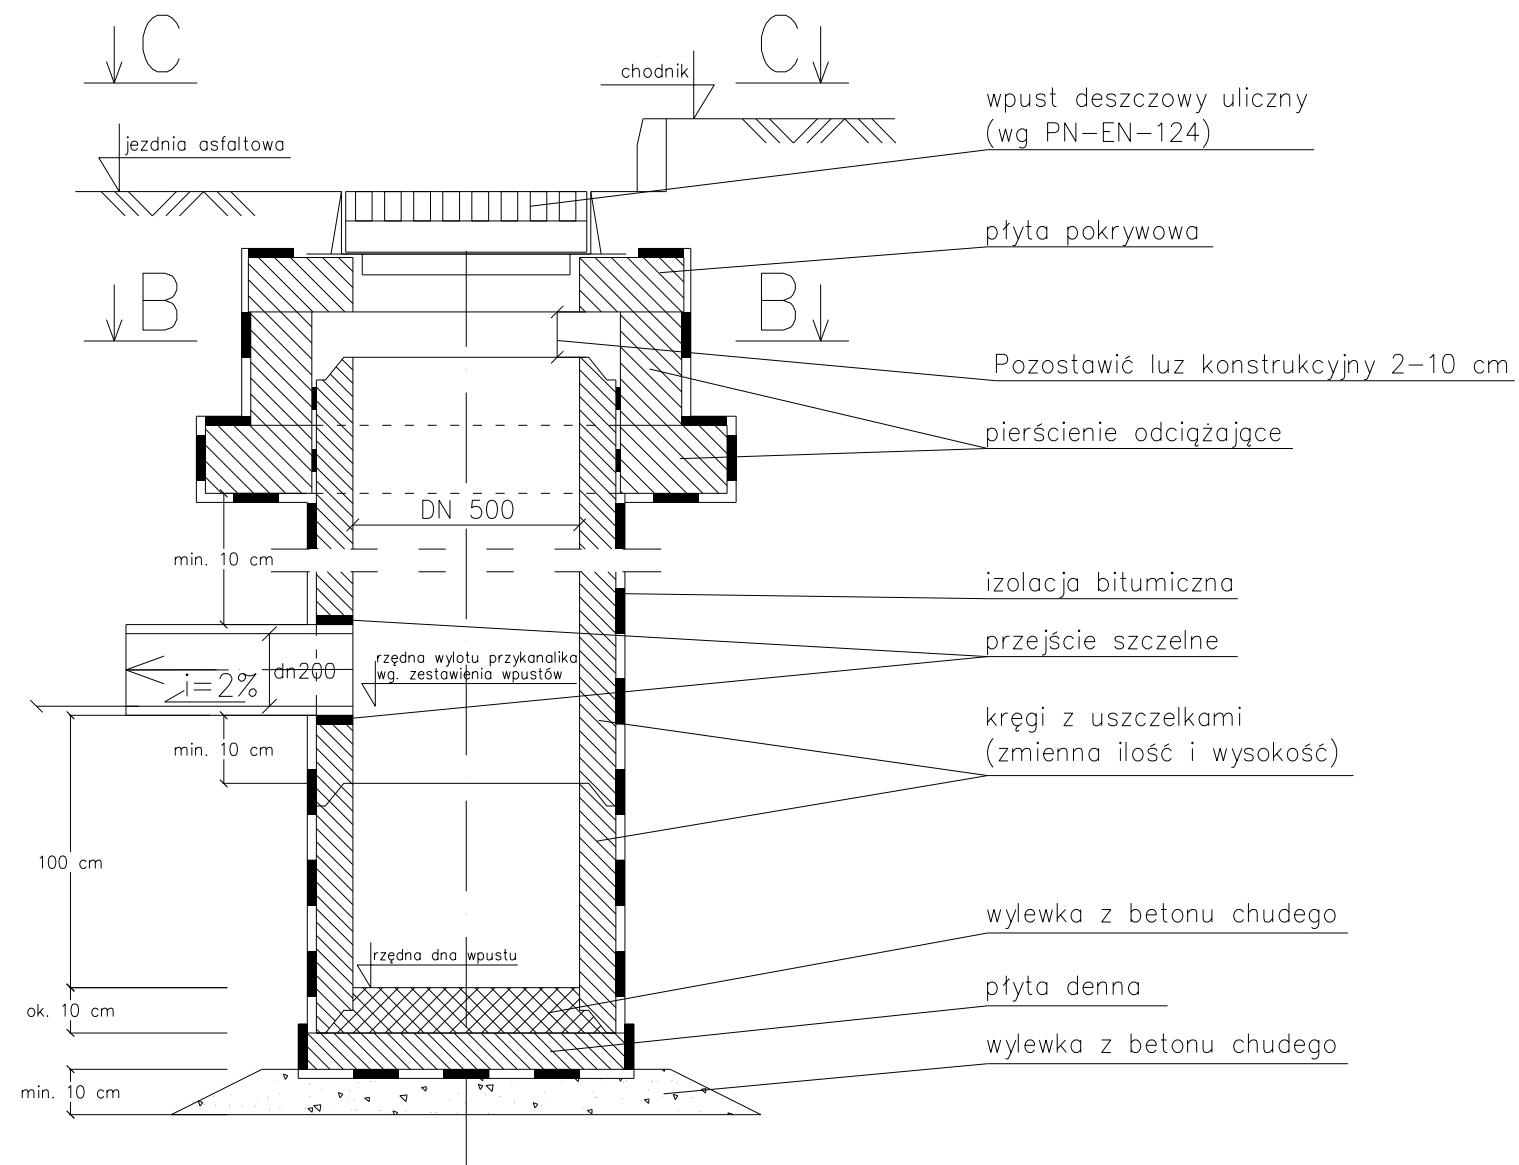 C
C
chodnik
wpust deszczowy uliczny
(wg PN-EN-124)
jezdnia asfaltowa
płyta pokrywowa
B
B
Pozostawić luz konstrukcyjny 2-10 cm
pierścienie odciążające
DN 500
min. 10 cm
izolacja bitumiczna
przejście szczelne
rzędna wylotu przykanalika
wg. zestawienia wpustów
dn200
i=2%
kręgi z uszczelkami
(zmienna ilość i wysokość)
min. 10 cm
100 cm
wylewka z betonu chudego
rzędna dna wpustu
płyta denna
ok. 10 cm
wylewka z betonu chudego
min. 10 cm